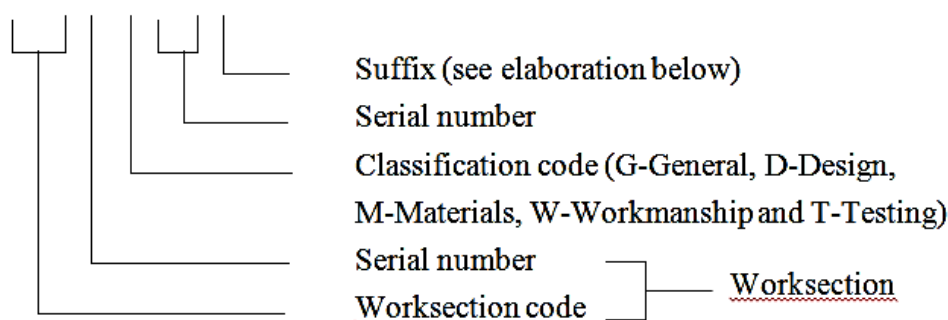 Suffix (see elaboration below)
Serial number
Classification code (G-General, D-Design,
M-Materials, W-Workmanship and T-Testing)
Serial number
Worksection
Worksection code